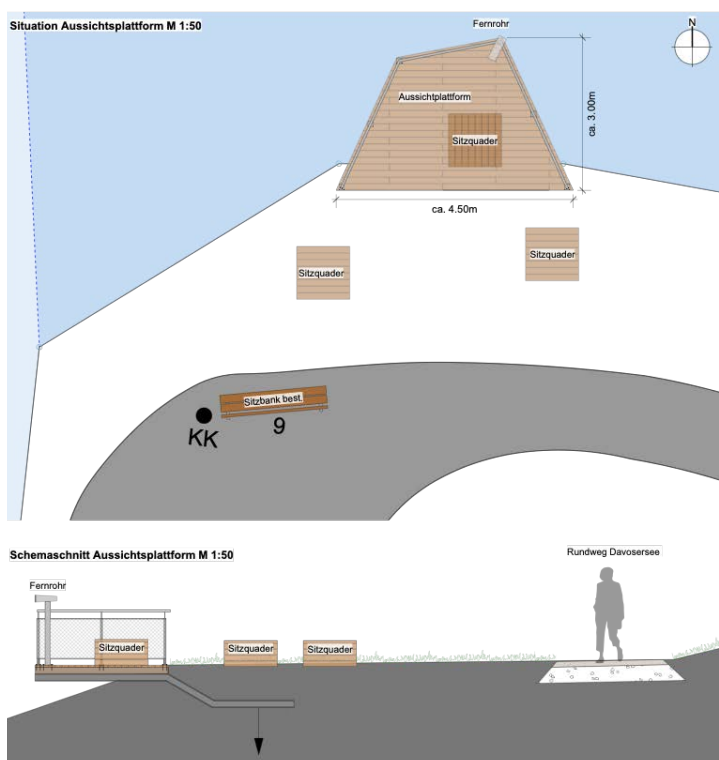 Situation Aussichtsplattform M 1:50
Fernrohr
N
Aussichtplattform
Sitzquader
ca. 3.00m
ca. 4.50m
Sitzquader
Sitzquader
Sitzbank best.
KK
9
Schemaschnitt Aussichtsplattform M 1:50
Rundweg Davosersee
Fernrohr
Sitzquader
Sitzquader
Sitzquader